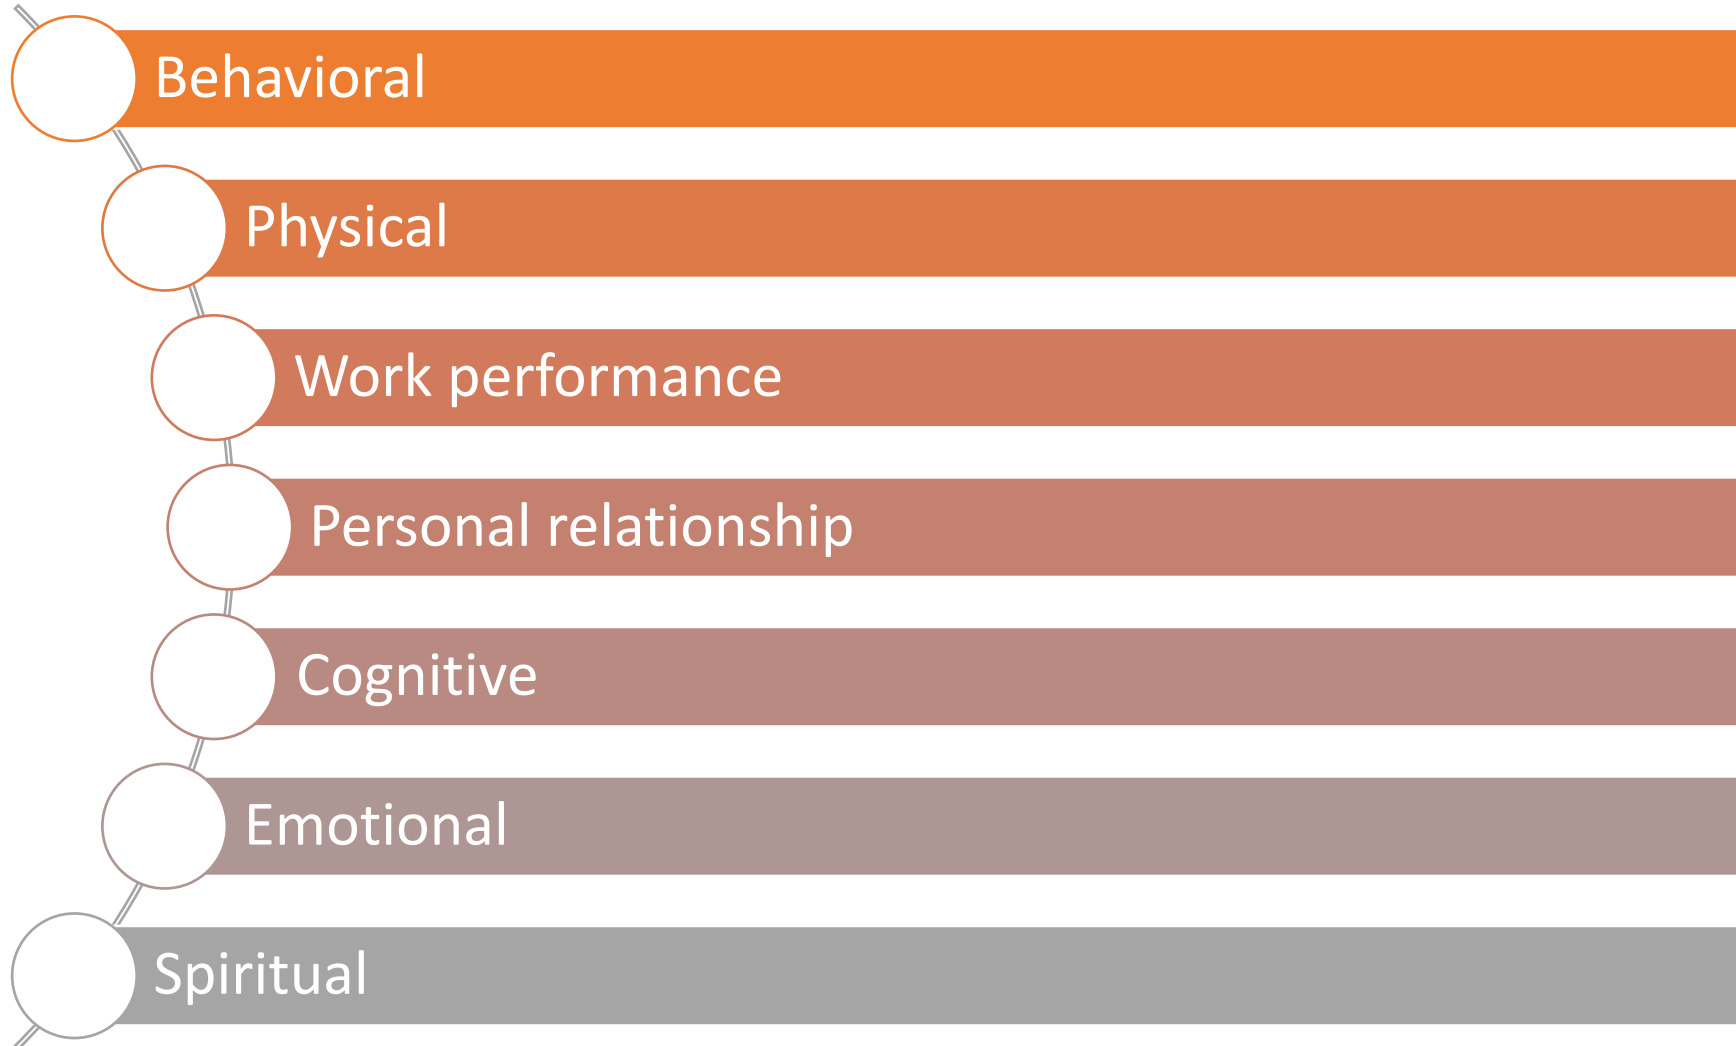 Behavioral
Physical
Work performance
Personal relationship
Cognitive
Emotional
Spiritual